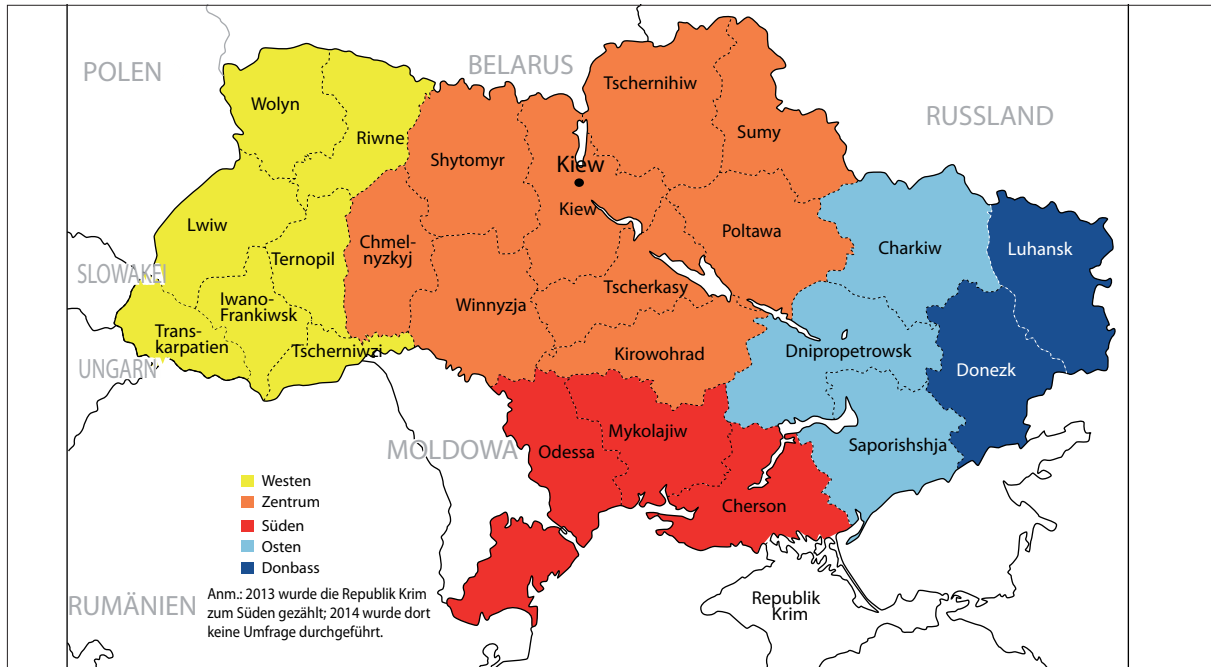 POLEN
BELARUS
RUSSLAND
Tschernihiw
Wolyn
Riwne
Sumy
Shytomyr
Kiew
Kiew
Lwiw
Chmel-
nyzkyj
Poltawa
Charkiw
Luhansk
Ternopil
SLOWAKEI
Iwano-
Frankiwsk
Winnyzja
Tscherkasy
Trans-
karpatien
Tscherniwzi
Kirowohrad
Dnipropetrowsk
Donezk
UNGARN
MOLDOWA
Odessa
Mykolajiw
Saporishshja
Cherson
Westen
Zentrum
Süden
Osten
Donbass
RUMÄNIEN
Anm.: 2013 wurde die Republik Krim
zum Süden gezählt; 2014 wurde dort
keine Umfrage durchgeführt.
Republik
Krim